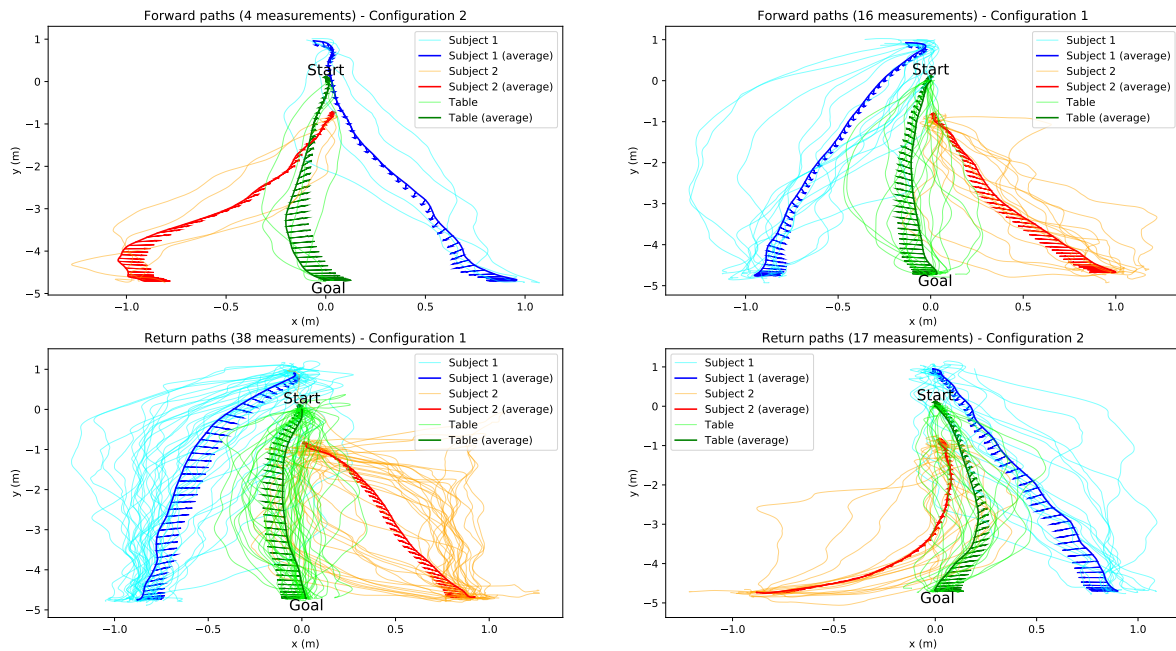 Forward paths (4 measurements) - Configuration 2
1
0
−1
−2
−3
−4
−5
y (m)
Subject 1
Subject 1 (average)
Subject 2
Subject 2 (average)
Table
Table (average)
Start
Goal
−1.0 −0.5 0.0 0.5 1.0
x (m)
Forward paths (16 measurements) - Configuration 1
1
0
−1
−2
−3
−4
−5
y (m)
Subject 1
Subject 1 (average)
Subject 2
Subject 2 (average)
Table
Table (average)
Start
Goal
−1.0 −0.5 0.0 0.5 1.0
x (m)
Return paths (38 measurements) - Configuration 1
1
0
−1
−2
−3
−4
−5
y (m)
Subject 1
Subject 1 (average)
Subject 2
Subject 2 (average)
Table
Table (average)
Start
Goal
−1.0 −0.5 0.0 0.5 1.0
x (m)
Return paths (17 measurements) - Configuration 2
1
0
−1
−2
−3
−4
−5
y (m)
Subject 1
Subject 1 (average)
Subject 2
Subject 2 (average)
Table
Table (average)
Start
Goal
−1.0 −0.5 0.0 0.5 1.0
x (m)